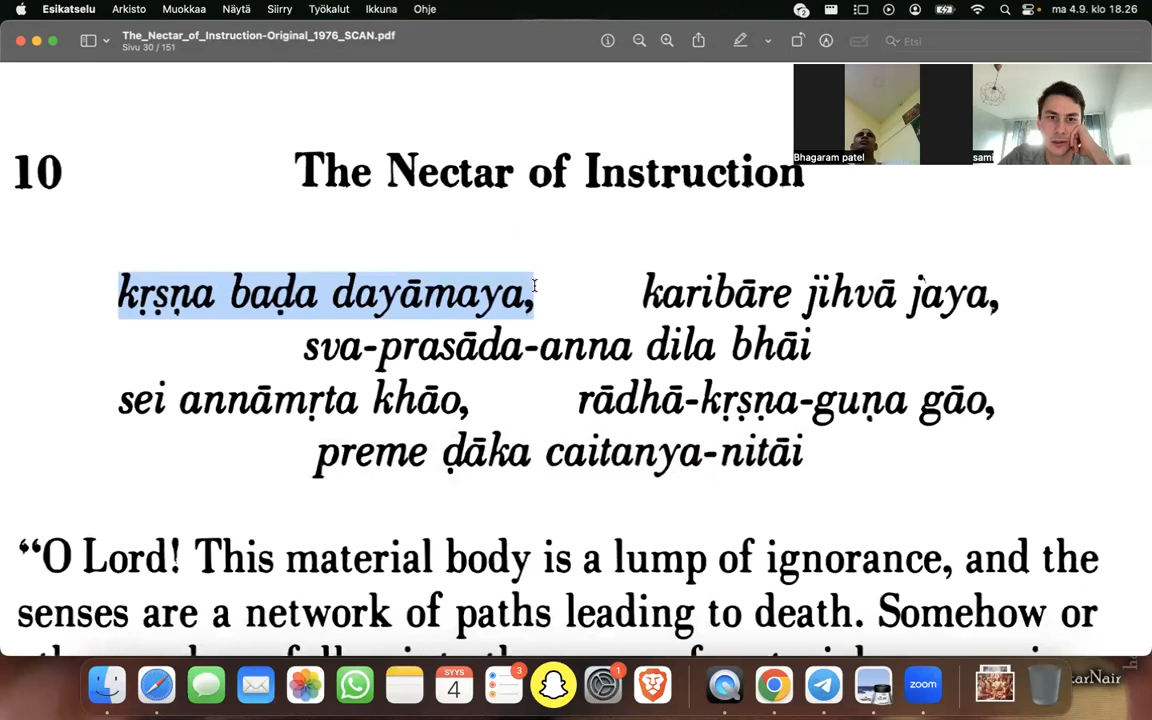 Esikatselu Arkisto Muokkaa Näytä Siirry Työkalut Ikkuna Ohje ma 4.9. klo 18.26
The_Nectar_of_Instruction-Original_1976_SCAN.pdf
Sivu 30 / 151
Etsi
Bhagaram patel sami
10 The Nectar of Instruction
kṛṣṇa baḍa dayāmaya, karibāre jihvā jaya,
sva-prasāda-anna dila bhāi
sei annāmṛta khāo, rādhā-kṛṣṇa-guṇa gāo,
preme ḍāka caitanya-nitāi
“O Lord! This material body is a lump of ignorance, and the
senses are a network of paths leading to death. Somehow or
SYYS
4
3
1
zoom